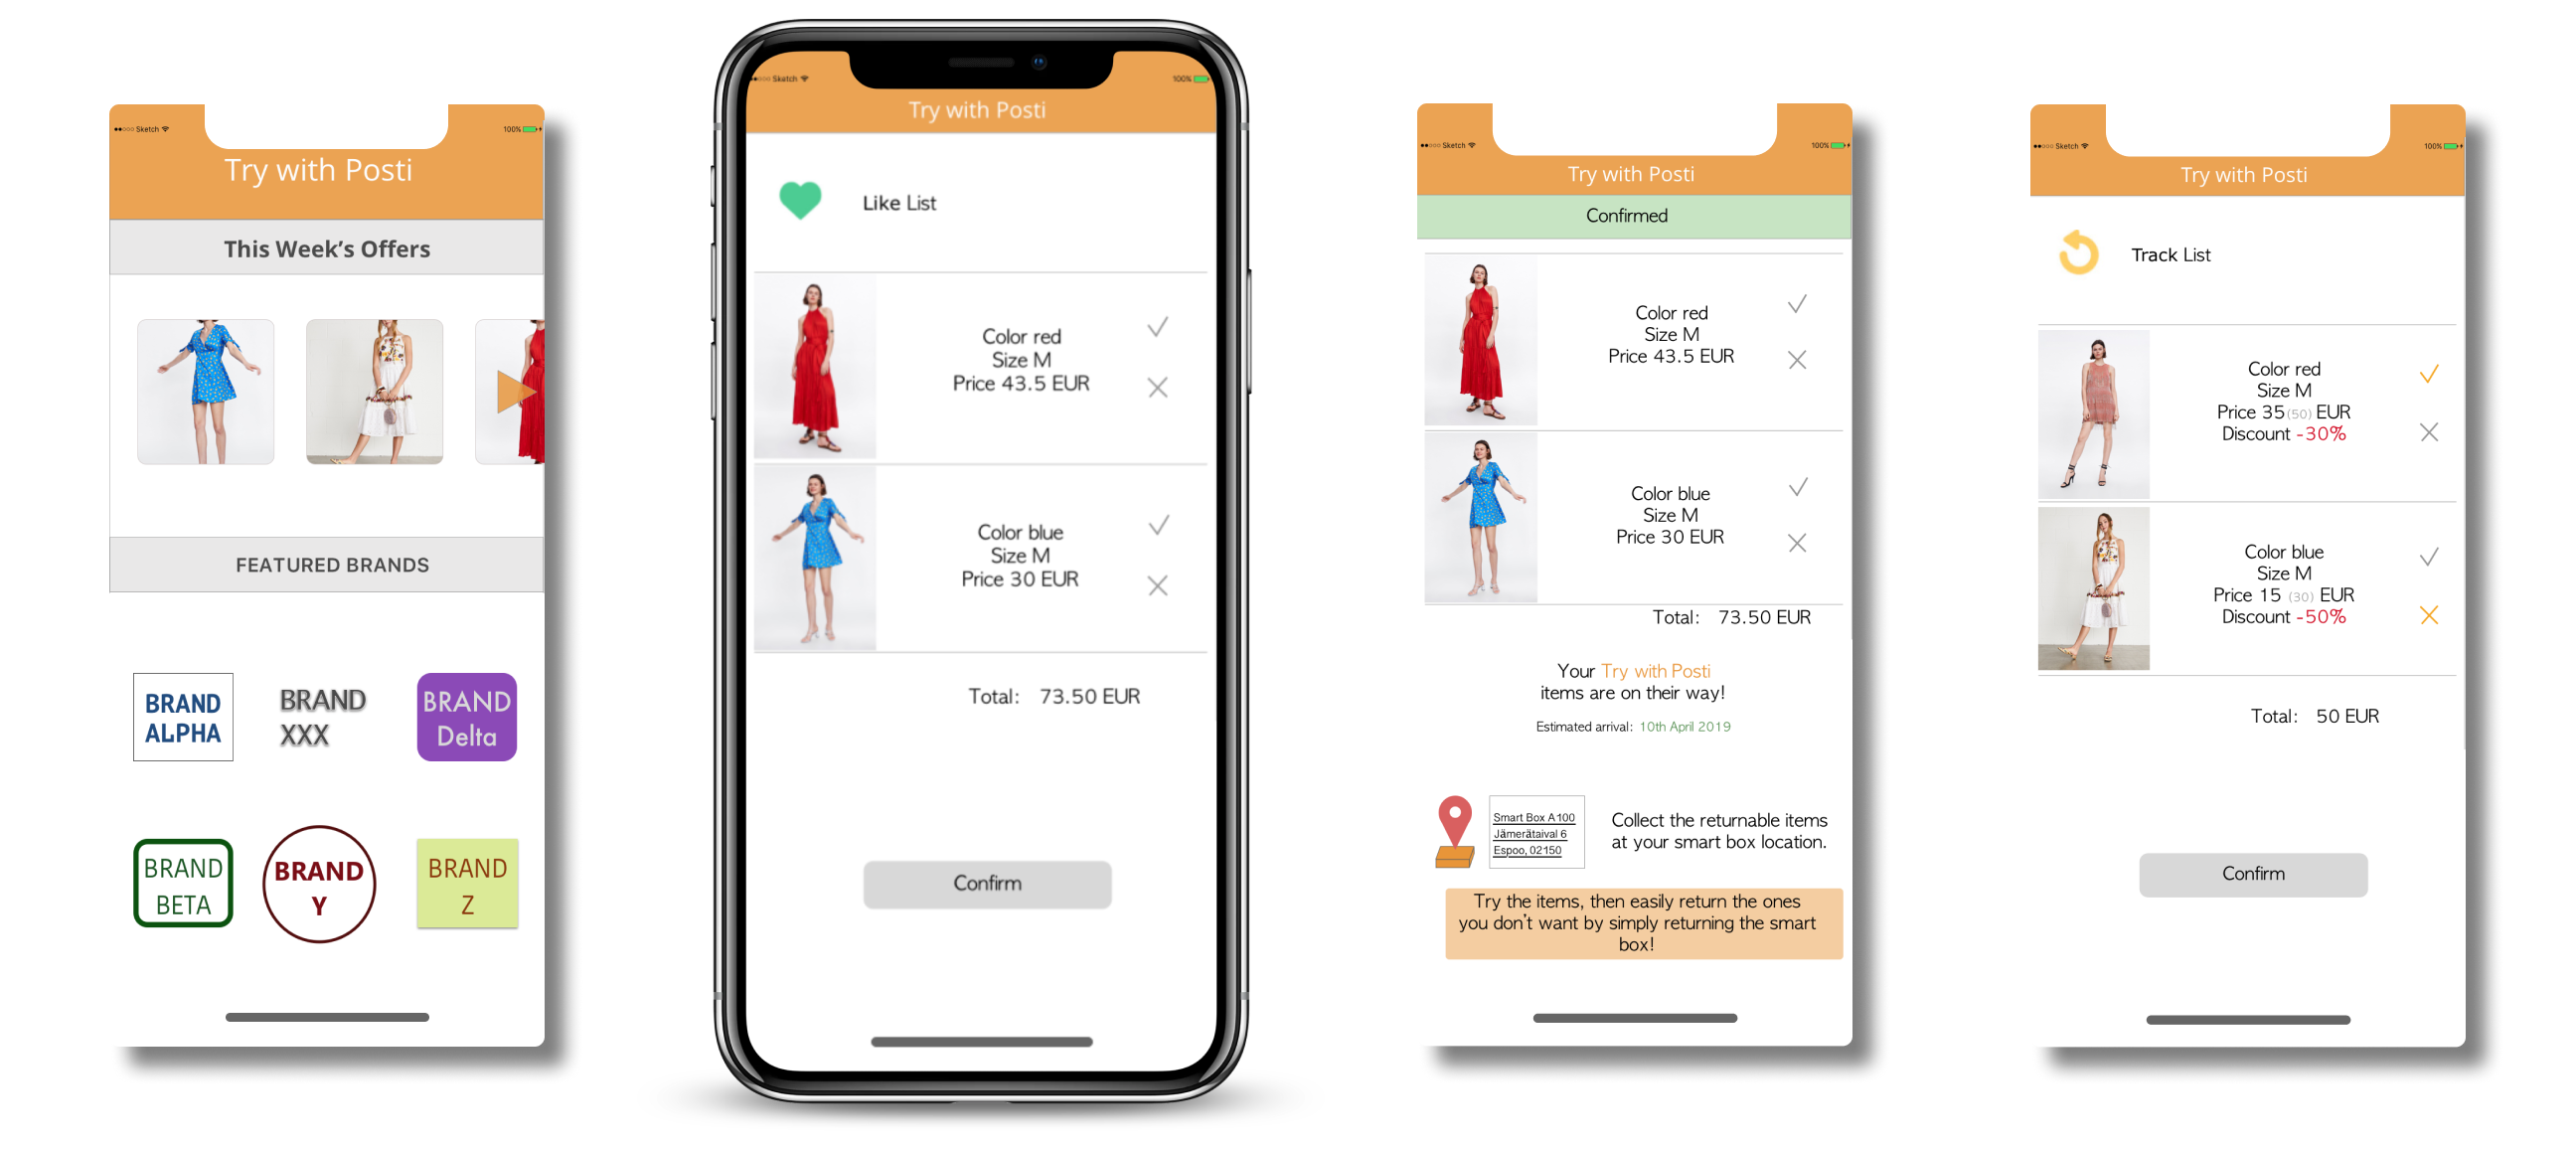 Sketch
100%
Try with Posti
This Week's Offers
FEATURED BRANDS
BRAND
ALPHA
BRAND
XXX
BRAND
Delta
BRAND
BETA
BRAND
Y
BRAND
Z
Sketch
100%
Try with Posti
Like List
Color red
Size M
Price 43.5 EUR
Color blue
Size M
Price 30 EUR
Total: 73.50 EUR
Confirm
Sketch
100%
Try with Posti
Confirmed
Color red
Size M
Price 43.5 EUR
Color blue
Size M
Price 30 EUR
Total: 73.50 EUR
Your Try with Posti
items are on their way!
Estimated arrival: 10th April 2019
Smart Box A100
Jämerätaival 6
Espoo, 02150
Collect the returnable items
at your smart box location.
Try the items, then easily return the ones
you don't want by simply returning the smart
box!
Sketch
100%
Try with Posti
Track List
Color red
Size M
Price 35 (50) EUR
Discount -30%
Color blue
Size M
Price 15 (30) EUR
Discount -50%
Total: 50 EUR
Confirm